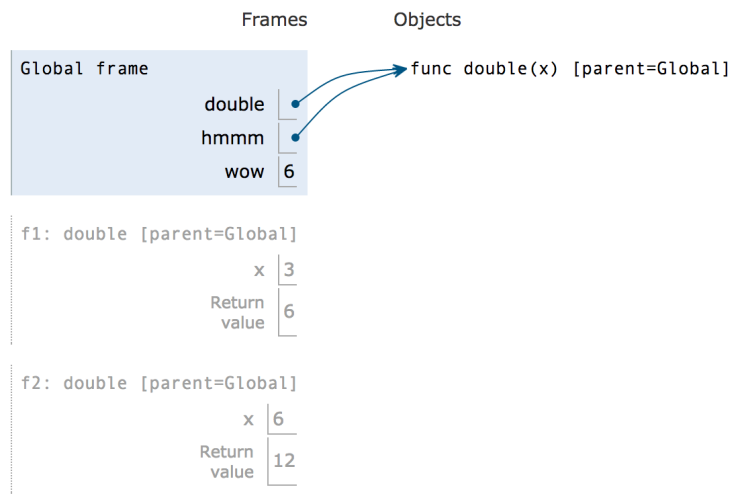 Frames Objects
Global frame func double(x) [parent=Global]
double
hmmm
wow 6
f1: double [parent=Global]
x 3
Return
value 6
f2: double [parent=Global]
x 6
Return
value 12